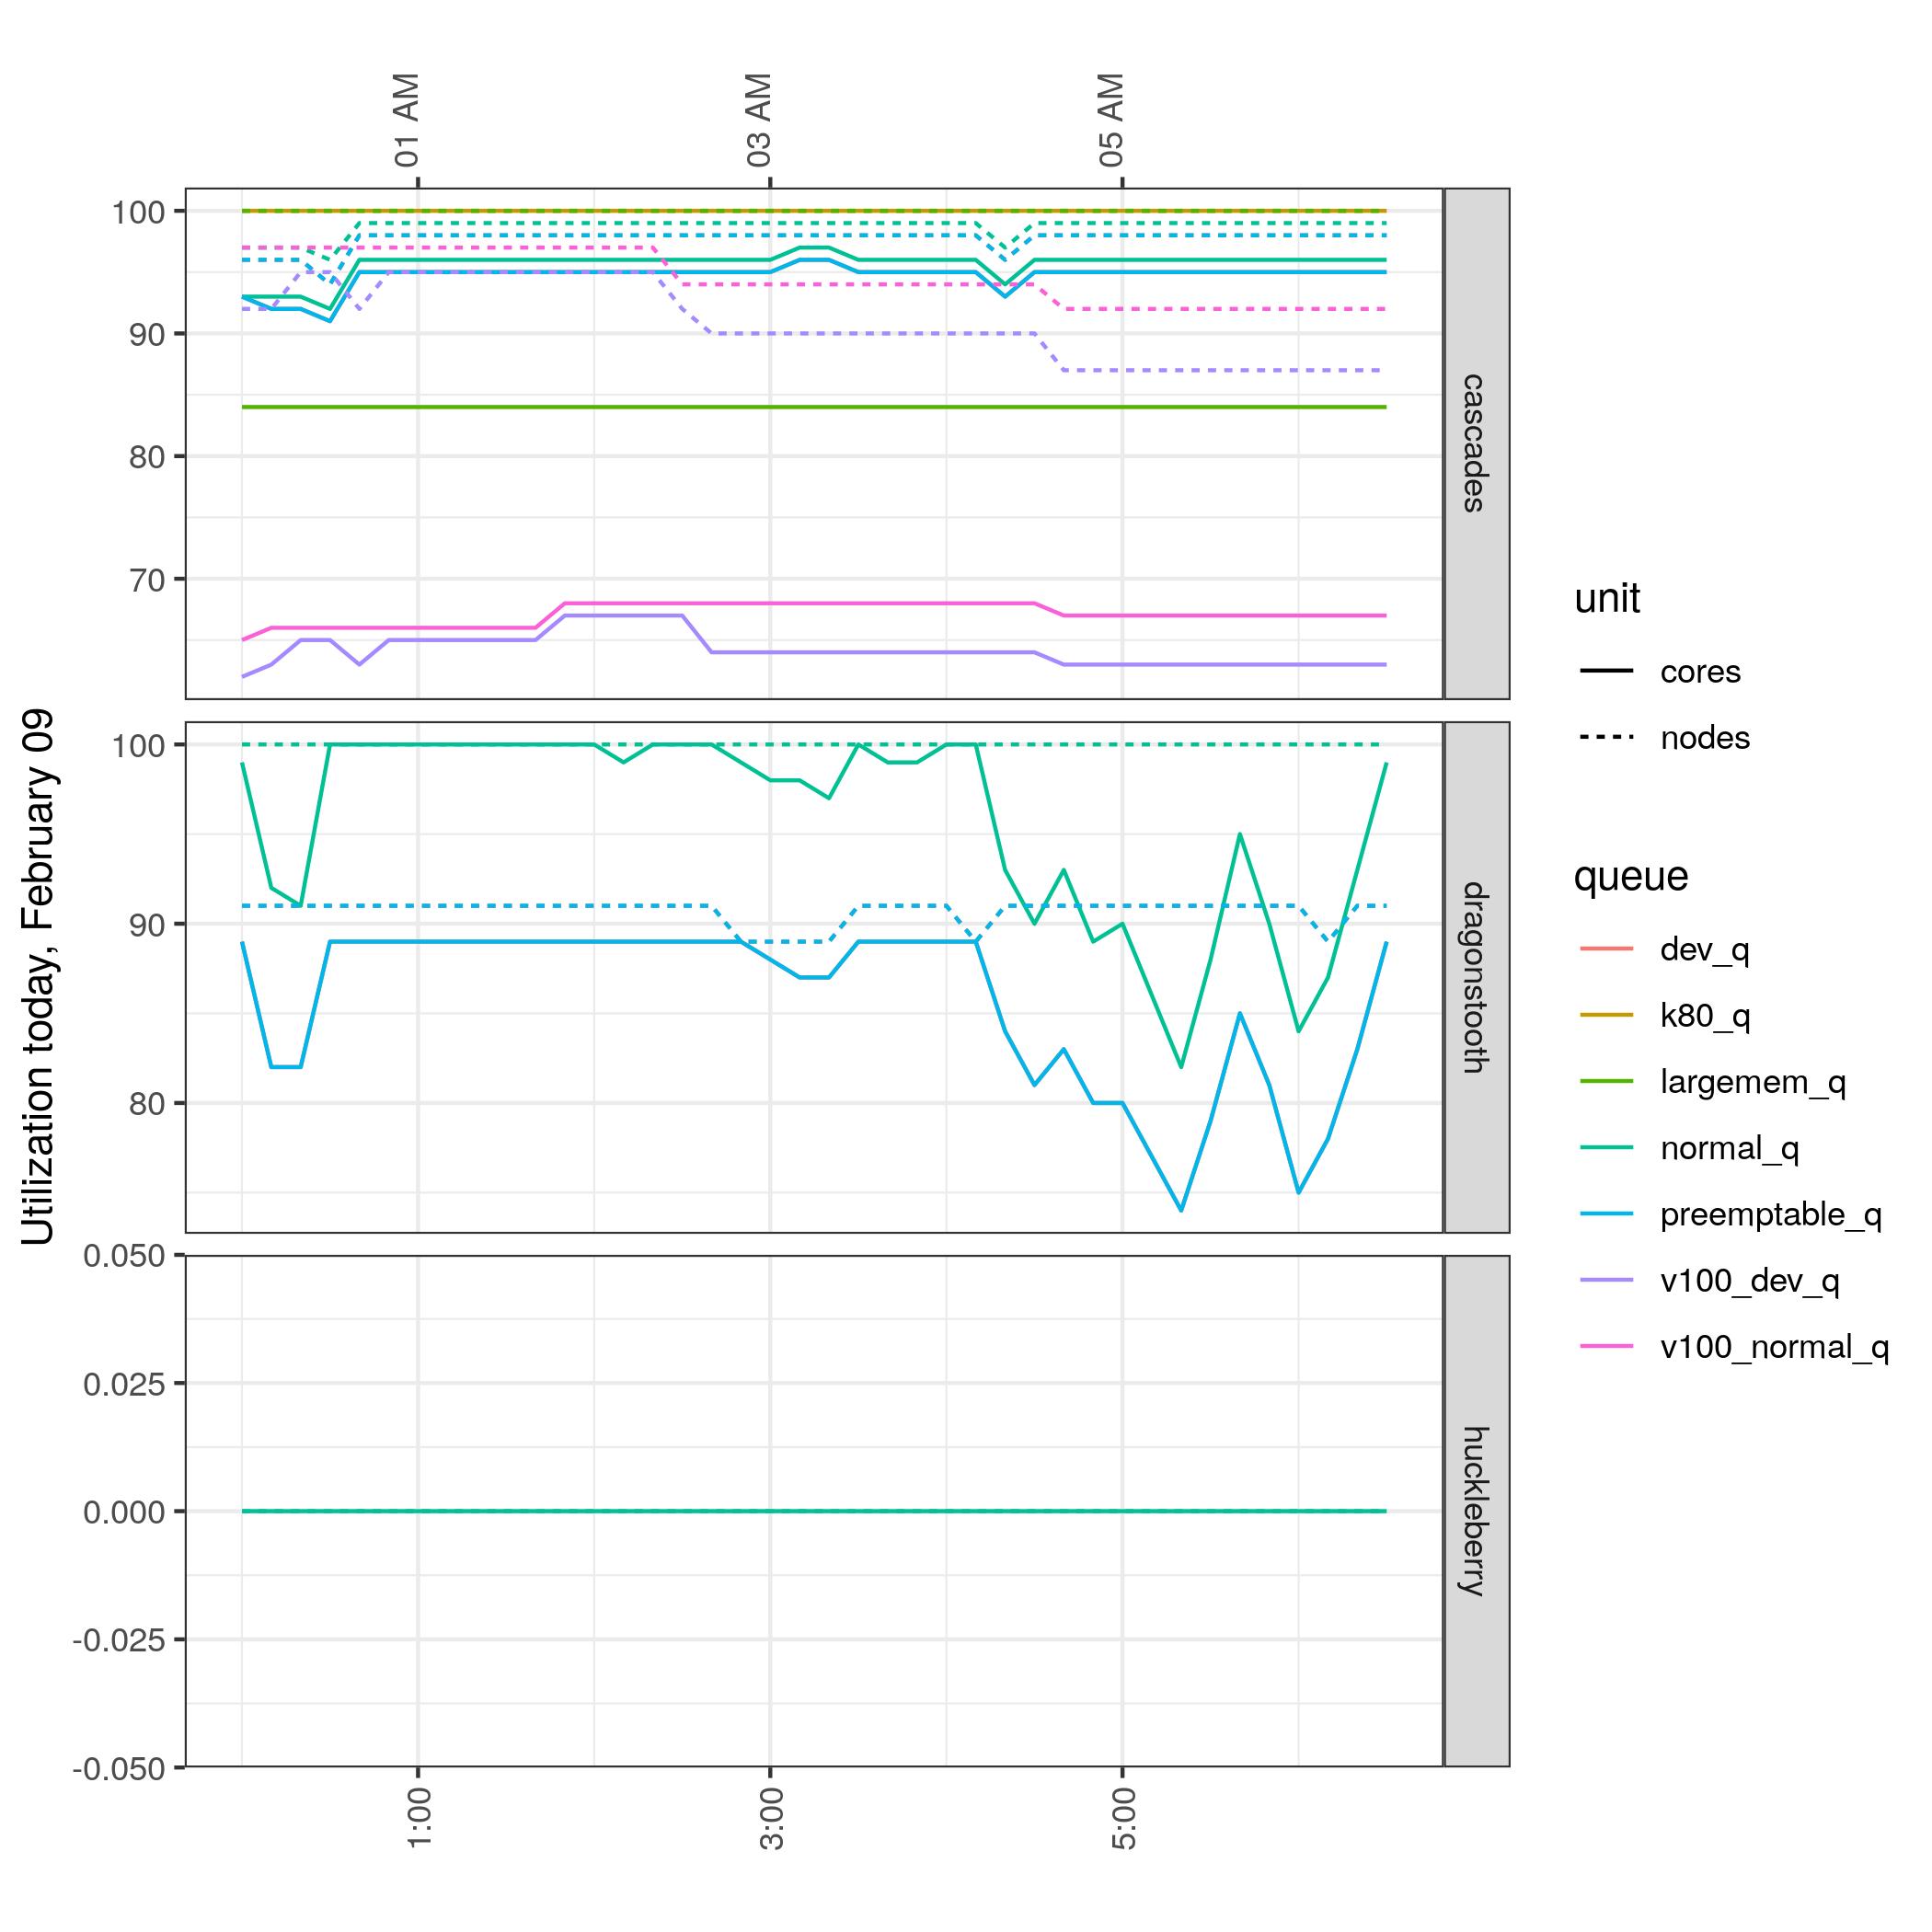 01 AM
03 AM
05 AM
Utilization today, February 09
100
90
80
70
cascades
100
90
80
dragonstooth
0.050
0.025
0.000
-0.025
-0.050
huckleberry
1:00
3:00
5:00
unit
cores
nodes
queue
dev_q
k80_q
largemem_q
normal_q
preemptable_q
v100_dev_q
v100_normal_q